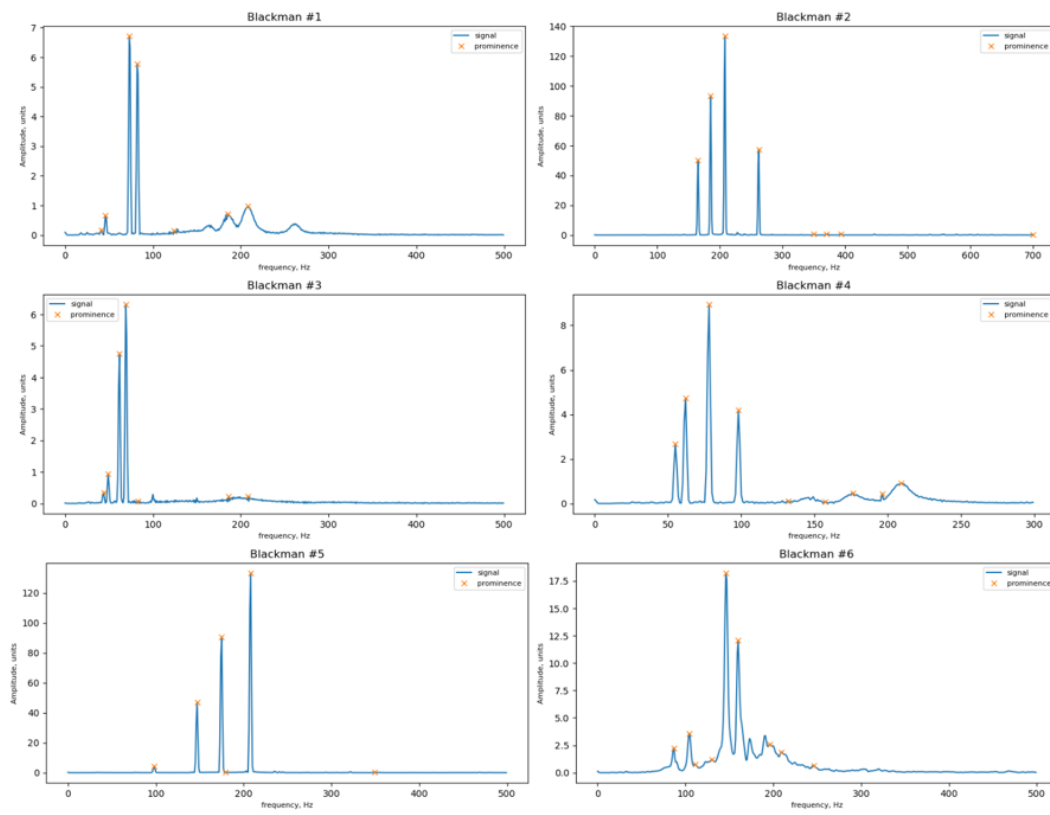 Blackman #1
7
6
5
4
3
2
1
0
Amplitude, units
signal
prominence
0 100 200 300 400 500
frequency, Hz
Blackman #2
140
120
100
80
60
40
20
0
Amplitude, units
signal
prominence
0 100 200 300 400 500 600 700
frequency, Hz
Blackman #3
6
5
4
3
2
1
0
Amplitude, units
signal
prominence
0 100 200 300 400 500
frequency, Hz
Blackman #4
8
6
4
2
0
Amplitude, units
signal
prominence
0 50 100 150 200 250 300
frequency, Hz
Blackman #5
120
100
80
60
40
20
0
Amplitude, units
signal
prominence
0 100 200 300 400 500
frequency, Hz
Blackman #6
17.5
15.0
12.5
10.0
7.5
5.0
2.5
0.0
Amplitude, units
signal
prominence
0 100 200 300 400 500
frequency, Hz